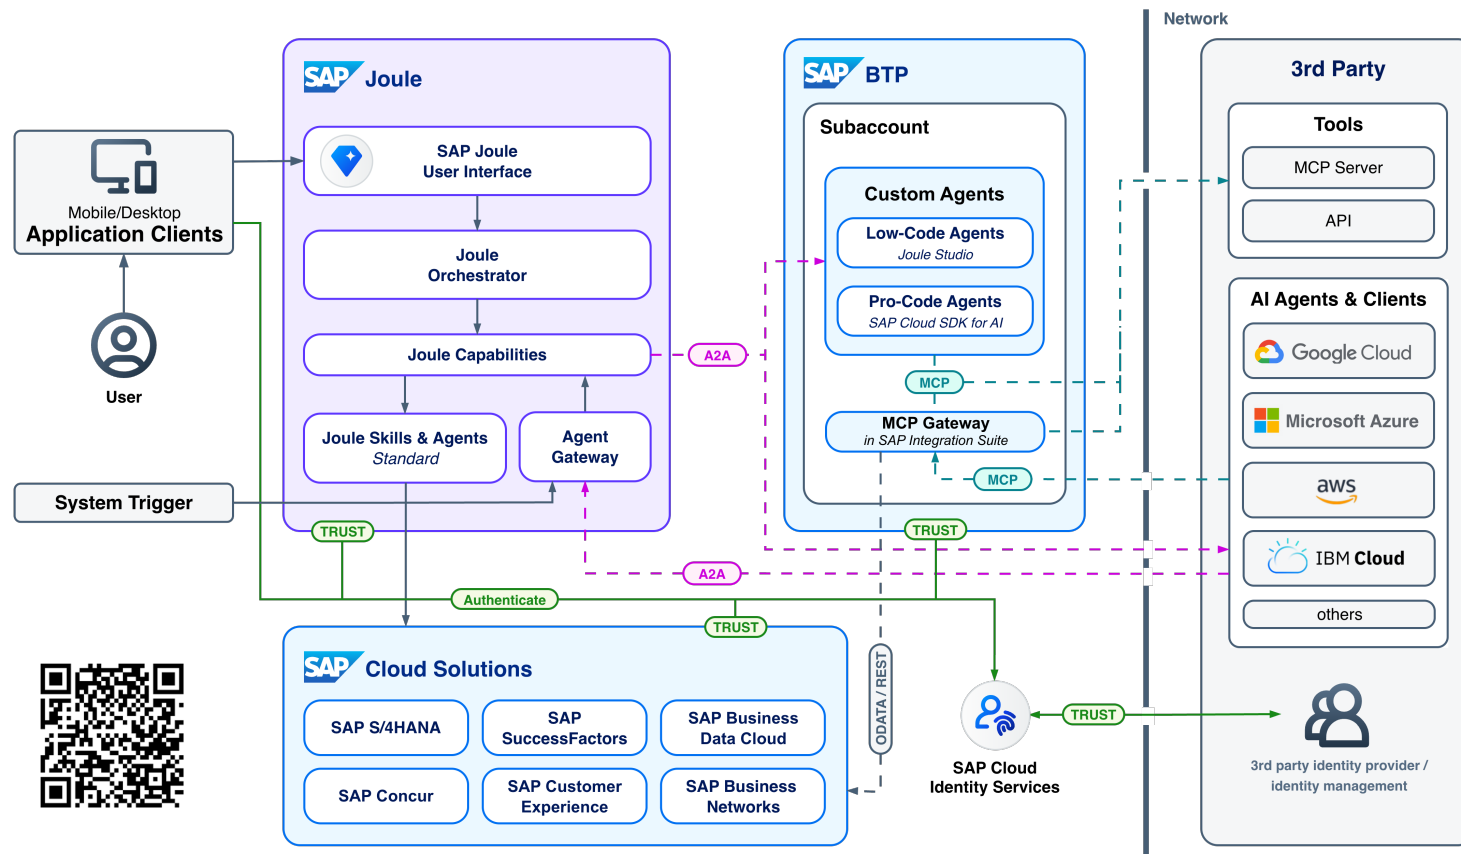 Network
SAP Joule
SAP BTP
3rd Party
Subaccount
Tools
SAP Joule
User Interface
MCP Server
Custom Agents
API
Mobile/Desktop
Application Clients
Low-Code Agents
Joule Studio
Joule
Orchestrator
Pro-Code Agents
SAP Cloud SDK for AI
AI Agents & Clients
Google Cloud
Joule Capabilities
A2A
MCP
User
Microsoft Azure
Joule Skills & Agents
Standard
Agent
Gateway
MCP Gateway
in SAP Integration Suite
MCP
aws
System Trigger
TRUST
TRUST
IBM Cloud
A2A
Authenticate
others
TRUST
SAP Cloud Solutions
ODATA / REST
SAP S/4HANA
SAP
SuccessFactors
SAP Business
Data Cloud
TRUST
SAP Cloud
Identity Services
3rd party identity provider /
identity management
SAP Concur
SAP Customer
Experience
SAP Business
Networks